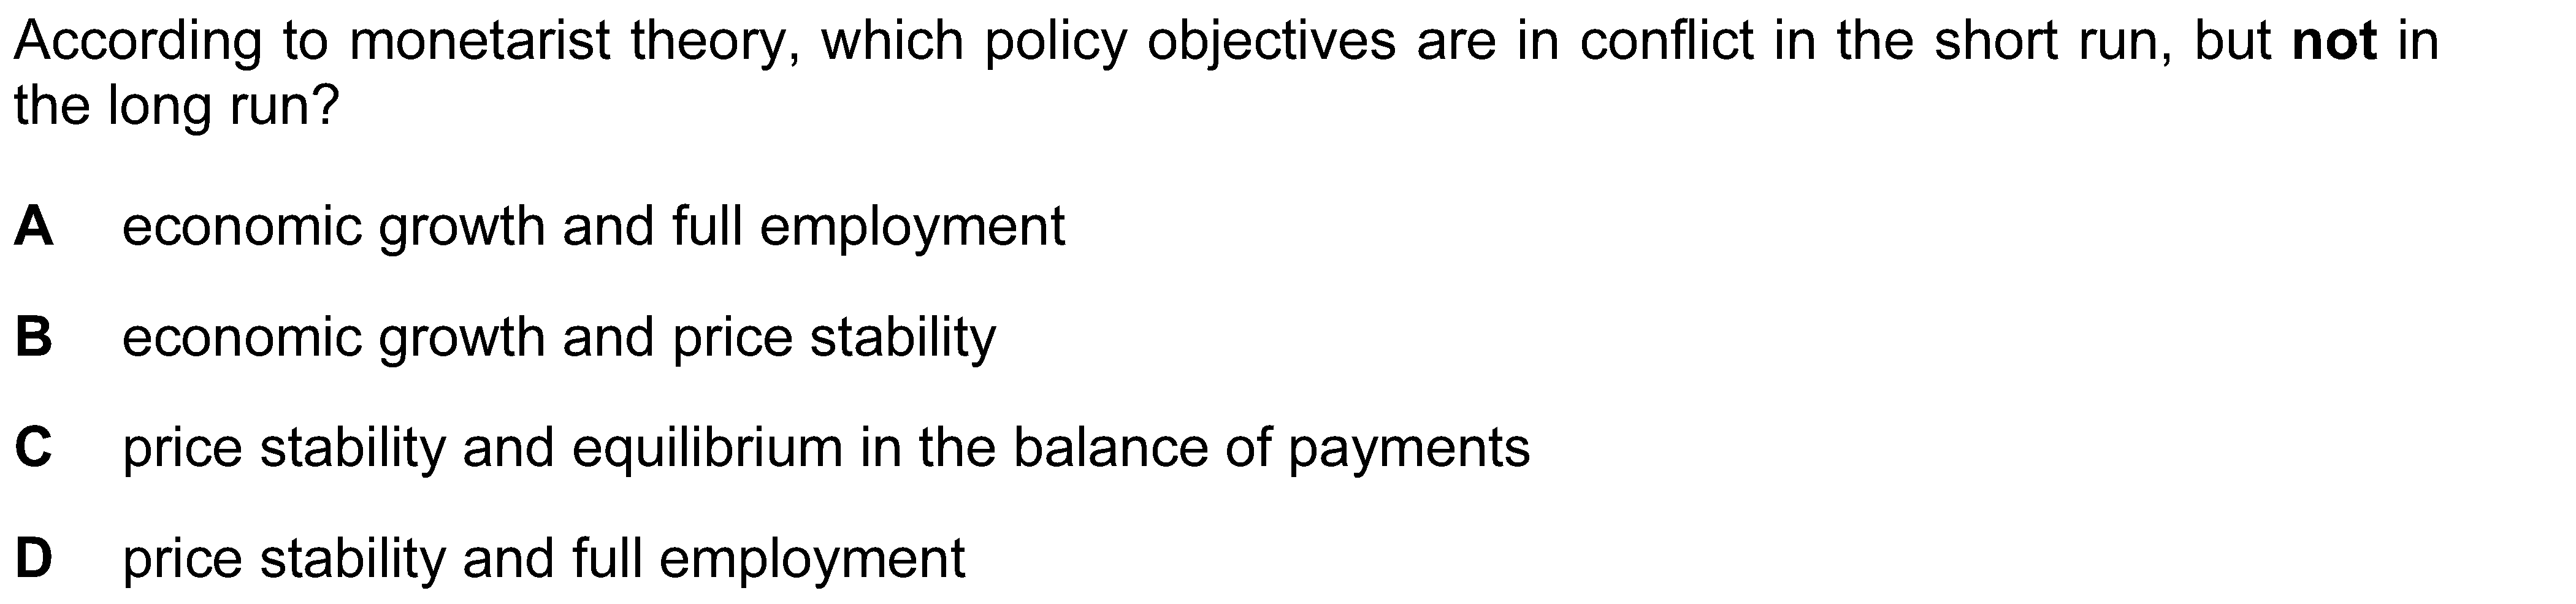 According to monetarist theory, which policy objectives are in conflict in the short run, but not in
the long run?
A economic growth and full employment
B economic growth and price stability
C price stability and equilibrium in the balance of payments
D price stability and full employment